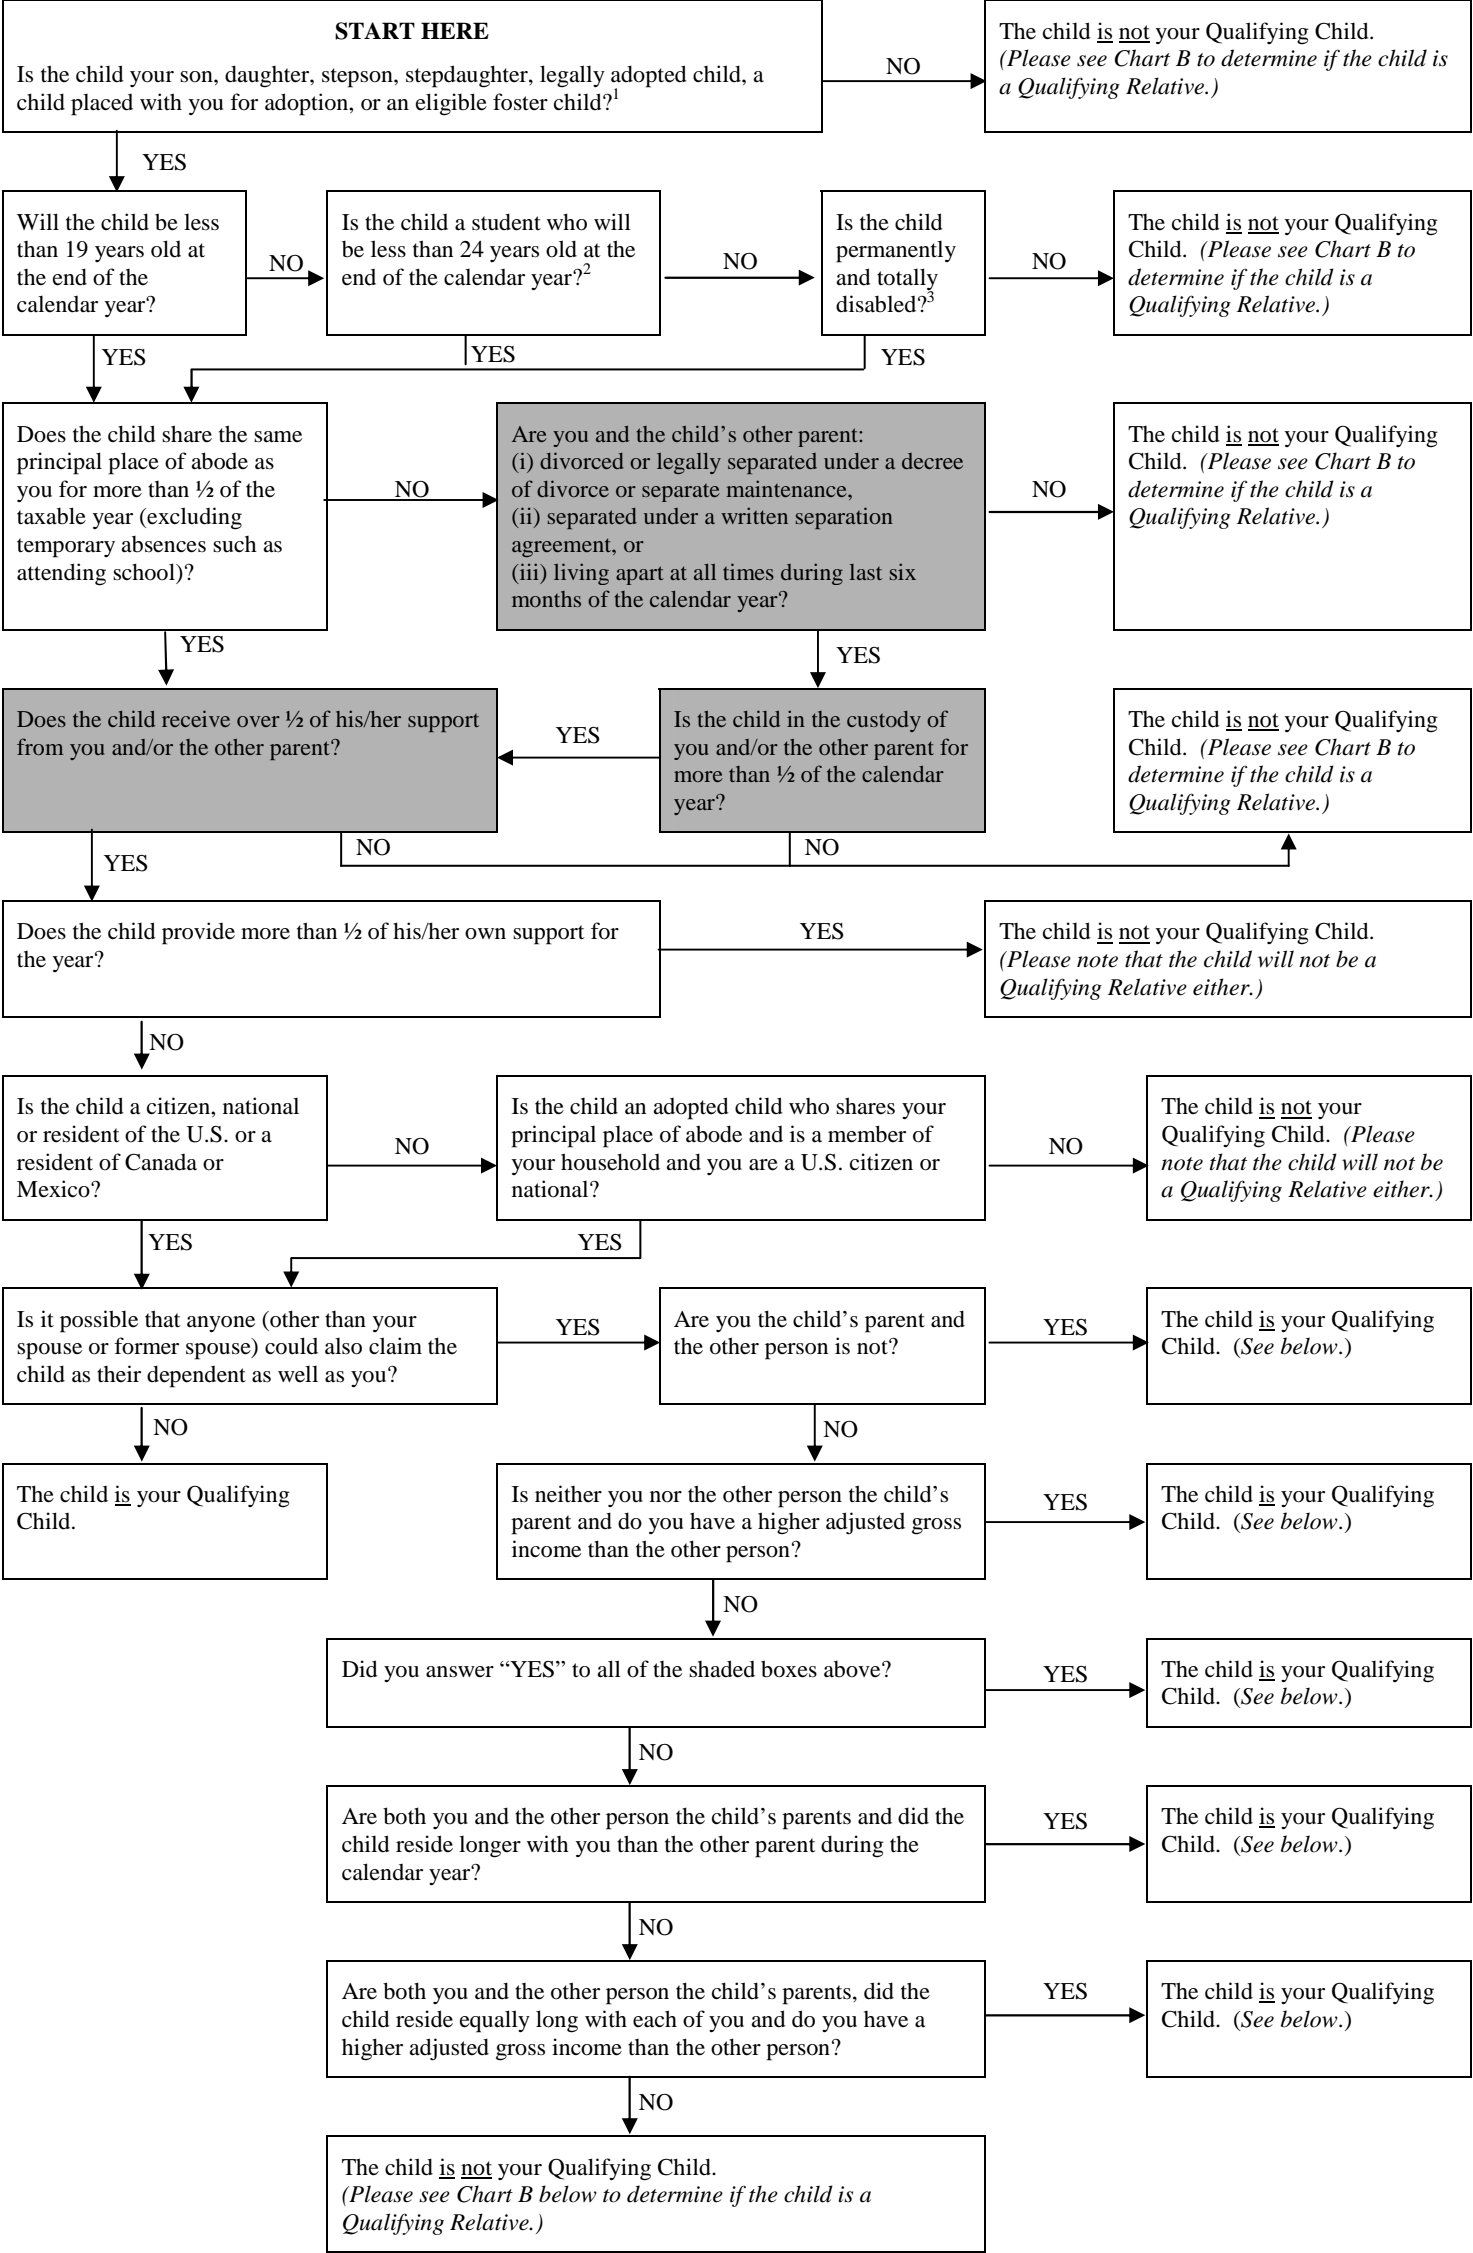 START HERE
Is the child your son, daughter, stepson, stepdaughter, legally adopted child, a
child placed with you for adoption, or an eligible foster child?1
NO
The child is not your Qualifying Child.
(Please see Chart B to determine if the child is
a Qualifying Relative.)
YES
Will the child be less
than 19 years old at
the end of the
calendar year?
NO
Is the child a student who will
be less than 24 years old at the
end of the calendar year?2
NO
Is the child
permanently
and totally
disabled?3
NO
The child is not your Qualifying
Child. (Please see Chart B to
determine if the child is a
Qualifying Relative.)
YES
YES
YES
Does the child share the same
principal place of abode as
you for more than ½ of the
taxable year (excluding
temporary absences such as
attending school)?
NO
Are you and the child’s other parent:
(i) divorced or legally separated under a decree
of divorce or separate maintenance,
(ii) separated under a written separation
agreement, or
(iii) living apart at all times during last six
months of the calendar year?
NO
The child is not your Qualifying
Child. (Please see Chart B to
determine if the child is a
Qualifying Relative.)
YES
YES
Does the child receive over ½ of his/her support
from you and/or the other parent?
YES
Is the child in the custody of
you and/or the other parent for
more than ½ of the calendar
year?
The child is not your Qualifying
Child. (Please see Chart B to
determine if the child is a
Qualifying Relative.)
YES
NO
NO
Does the child provide more than ½ of his/her own support for
the year?
YES
The child is not your Qualifying Child.
(Please note that the child will not be a
Qualifying Relative either.)
NO
Is the child a citizen, national
or resident of the U.S. or a
resident of Canada or
Mexico?
NO
Is the child an adopted child who shares your
principal place of abode and is a member of
your household and you are a U.S. citizen or
national?
NO
The child is not your
Qualifying Child. (Please
note that the child will not be
a Qualifying Relative either.)
YES
YES
Is it possible that anyone (other than your
spouse or former spouse) could also claim the
child as their dependent as well as you?
YES
Are you the child’s parent and
the other person is not?
YES
The child is your Qualifying
Child. (See below.)
NO
NO
The child is your Qualifying
Child.
Is neither you nor the other person the child’s
parent and do you have a higher adjusted gross
income than the other person?
YES
The child is your Qualifying
Child. (See below.)
NO
Did you answer “YES” to all of the shaded boxes above?
YES
The child is your Qualifying
Child. (See below.)
NO
Are both you and the other person the child’s parents and did the
child reside longer with you than the other parent during the
calendar year?
YES
The child is your Qualifying
Child. (See below.)
NO
Are both you and the other person the child’s parents, did the
child reside equally long with each of you and do you have a
higher adjusted gross income than the other person?
YES
The child is your Qualifying
Child. (See below.)
NO
The child is not your Qualifying Child.
(Please see Chart B below to determine if the child is a
Qualifying Relative.)